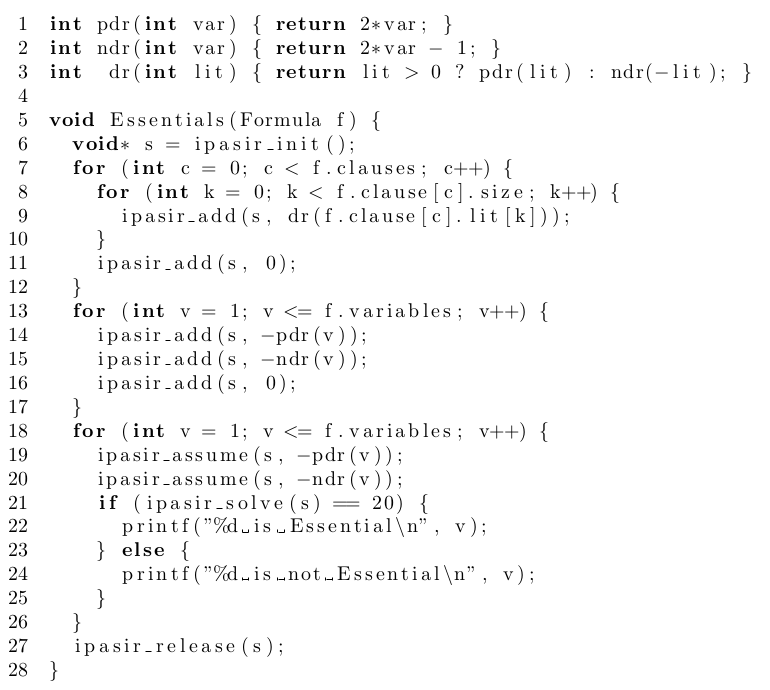 1 int pdr(int var) { return 2*var; }
2 int ndr(int var) { return 2*var − 1; }
3 int dr(int lit) { return lit > 0 ? pdr(lit) : ndr(−lit); }
4
5 void Essentials(Formula f) {
6 void* s = ipasir_init();
7 for (int c = 0; c < f.clauses; c++) {
8 for (int k = 0; k < f.clause[c].size; k++) {
9 ipasir_add(s, dr(f.clause[c].lit[k]));
10 }
11 ipasir_add(s, 0);
12 }
13 for (int v = 1; v <= f.variables; v++) {
14 ipasir_add(s, −pdr(v));
15 ipasir_add(s, −ndr(v));
16 ipasir_add(s, 0);
17 }
18 for (int v = 1; v <= f.variables; v++) {
19 ipasir_assume(s, −pdr(v));
20 ipasir_assume(s, −ndr(v));
21 if (ipasir_solve(s) == 20) {
22 printf("%d␣is␣Essential\n", v);
23 } else {
24 printf("%d␣is␣not␣Essential\n", v);
25 }
26 }
27 ipasir_release(s);
28 }